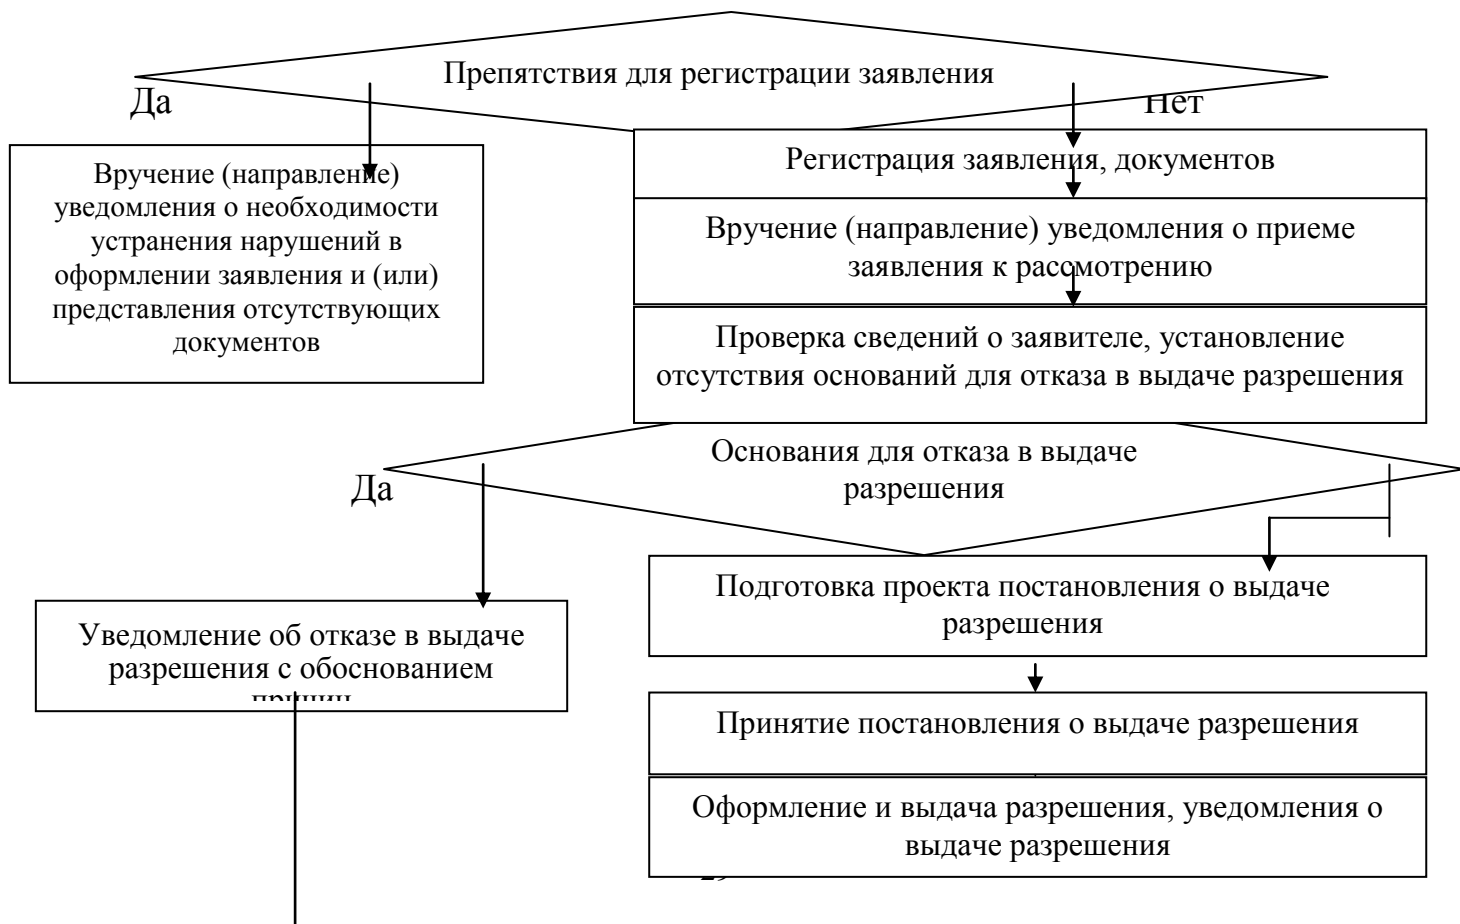 Препятствия для регистрации заявления
Да
Нет
Вручение (направление)
уведомления о необходимости
устранения нарушений в
оформлении заявления и (или)
представления отсутствующих
документов
Регистрация заявления, документов
Вручение (направление) уведомления о приеме
заявления к рассмотрению
Проверка сведений о заявителе, установление
отсутствия оснований для отказа в выдаче разрешения
Основания для отказа в выдаче
разрешения
Да
Уведомление об отказе в выдаче
разрешения с обоснованием
причин
Подготовка проекта постановления о выдаче
разрешения
Принятие постановления о выдаче разрешения
Оформление и выдача разрешения, уведомления о
выдаче разрешения